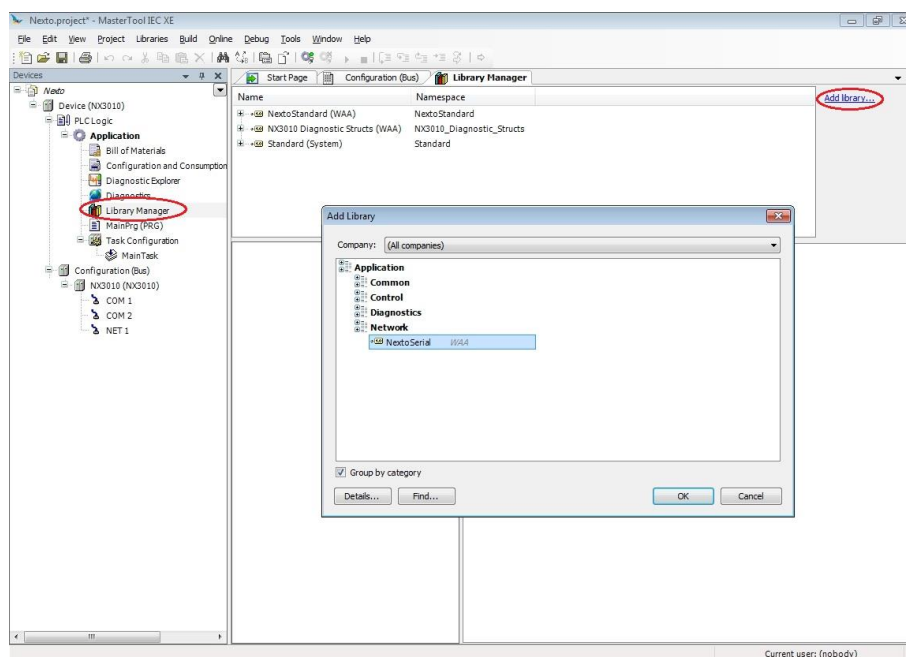 Nexto.project* - MasterTool IEC XE
File Edit View Project Libraries Build Online Debug Tools Window Help
Devices
Start Page Configuration (Bus) Library Manager
Nexto
Device (NX3010)
PLC Logic
Application
Bill of Materials
Configuration and Consumption
Diagnostic Explorer
Diagnostics
Library Manager
MainPrg (PRG)
Task Configuration
MainTask
Configuration (Bus)
NX3010 (NX3010)
COM 1
COM 2
NET 1
Name Namespace
NextoStandard (WAA) NextoStandard
NX3010 Diagnostic Structs (WAA) NX3010_Diagnostic_Structs
Standard (System) Standard
Add library...
Add Library
Company: (All companies)
Application
Common
Control
Diagnostics
Network
NextoSerial WAA
Group by category
Details... Find... OK Cancel
Current user: (nobody)